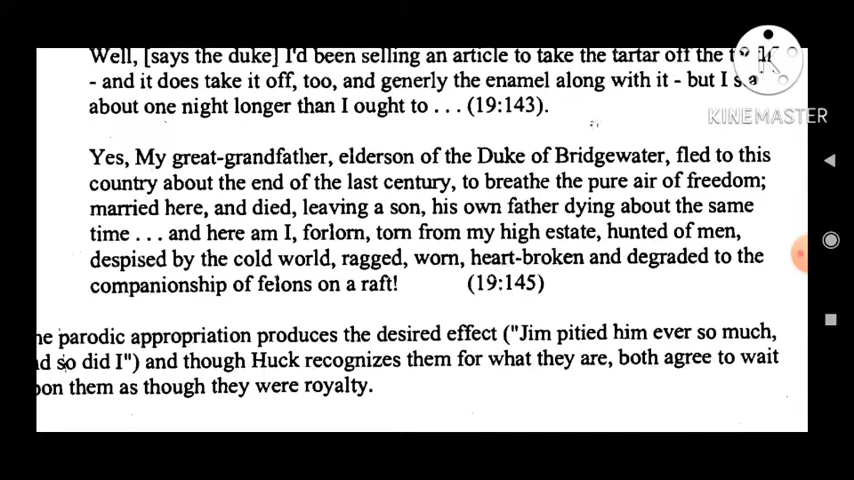 Well, [says the duke] I'd been selling an article to take the tartar off the
- and it does take it off, too, and generly the enamel along with it - but I
about one night longer than I ought to . . . (19:143).
KINEMASTER
Yes, My great-grandfather, elderson of the Duke of Bridgewater, fled to this
country about the end of the last century, to breathe the pure air of freedom;
married here, and died, leaving a son, his own father dying about the same
time . . . and here am I, forlorn, torn from my high estate, hunted of men,
despised by the cold world, ragged, worn, heart-broken and degraded to the
companionship of felons on a raft! (19:145)
parodic appropriation produces the desired effect ("Jim pitied him ever so much,
so did I") and though Huck recognizes them for what they are, both agree to wait
them as though they were royalty.